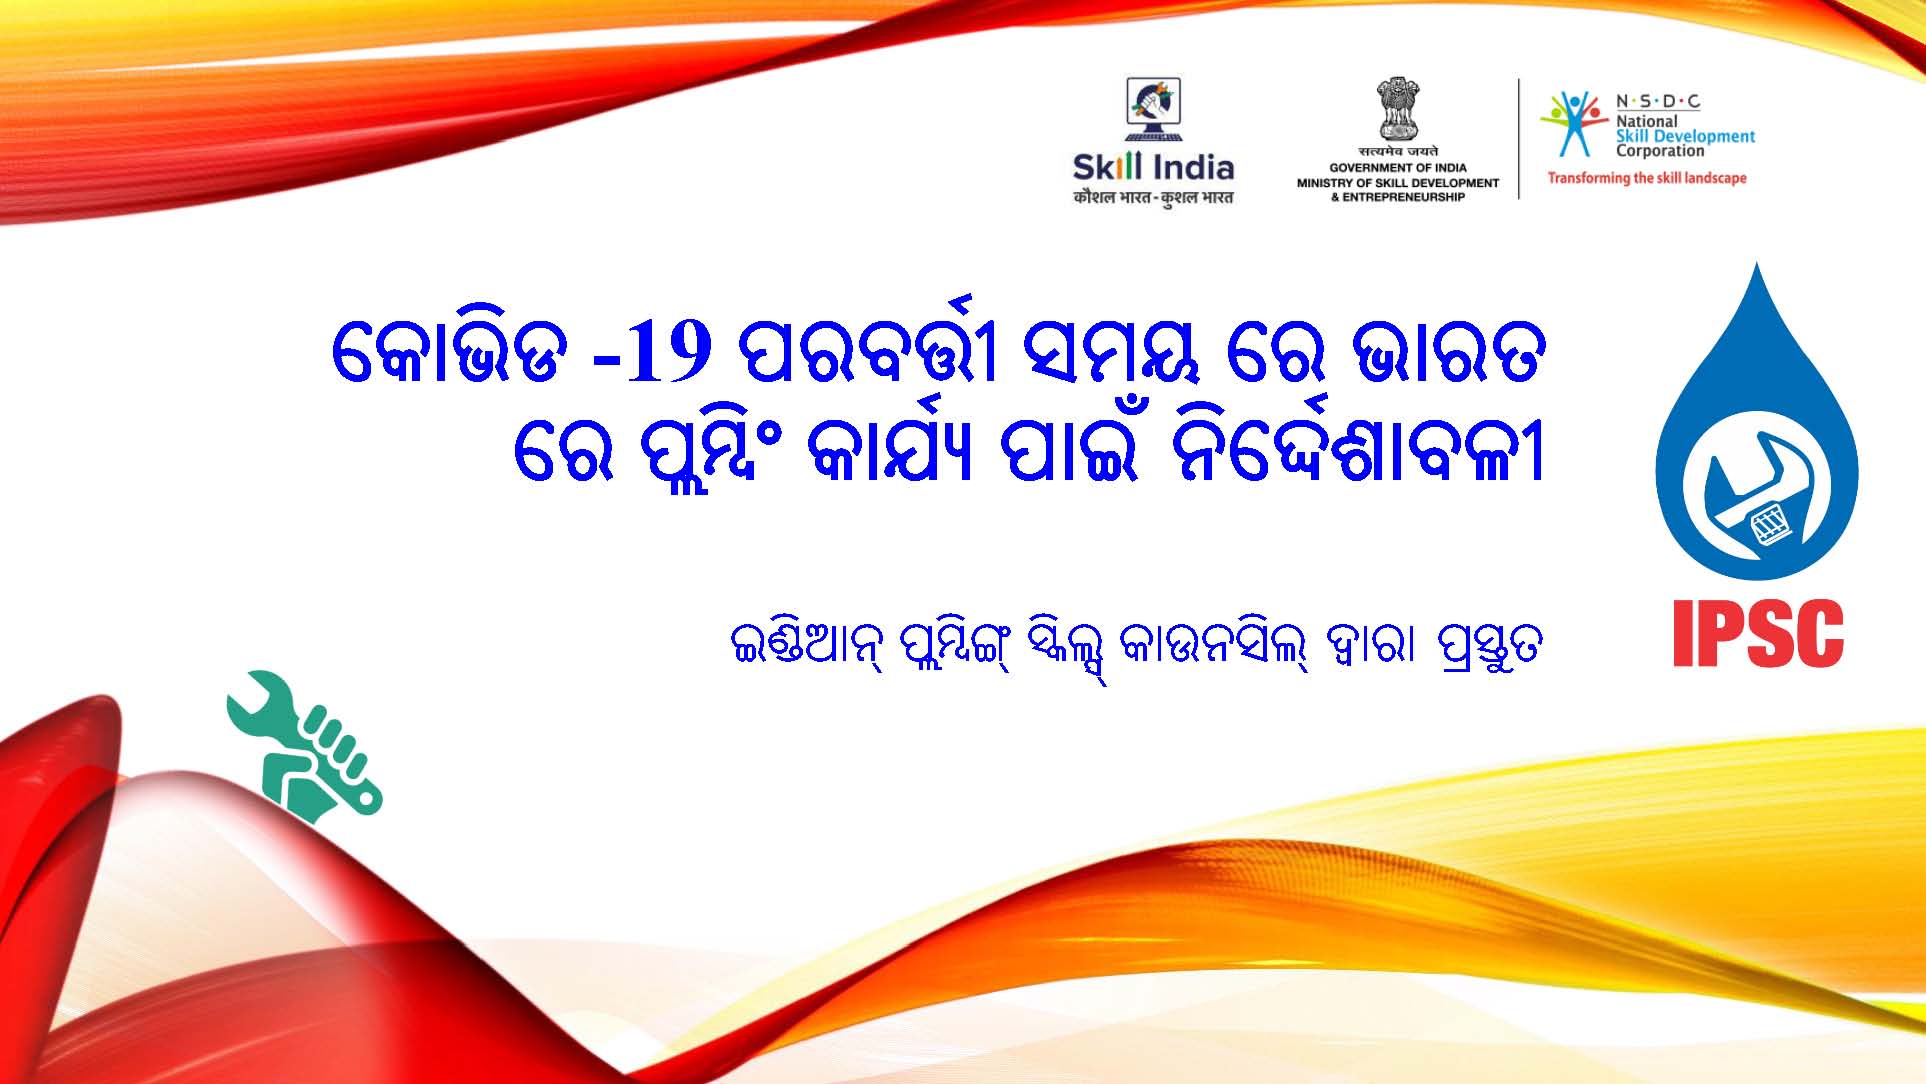 Skill India
कौशल भारत - कुशल भारत
सत्यमेव जयते
GOVERNMENT OF INDIA
MINISTRY OF SKILL DEVELOPMENT
& ENTREPRENEURSHIP
N·S·D·C
National
Skill Development
Corporation
Transforming the skill landscape
କୋଭିଡ -19 ପରବର୍ତ୍ତୀ ସମୟ ରେ ଭାରତ
ରେ ପ୍ଲମ୍ବିଂ କାର୍ଯ୍ୟ ପାଇଁ ନିର୍ଦ୍ଦେଶାବଳୀ
ଇଣ୍ଡିଆନ୍ ପ୍ଲମ୍ବିଙ୍ଗ୍ ସ୍କିଲ୍ସ୍ କାଉନସିଲ୍ ଦ୍ୱାରା ପ୍ରସ୍ତୁତ
IPSC